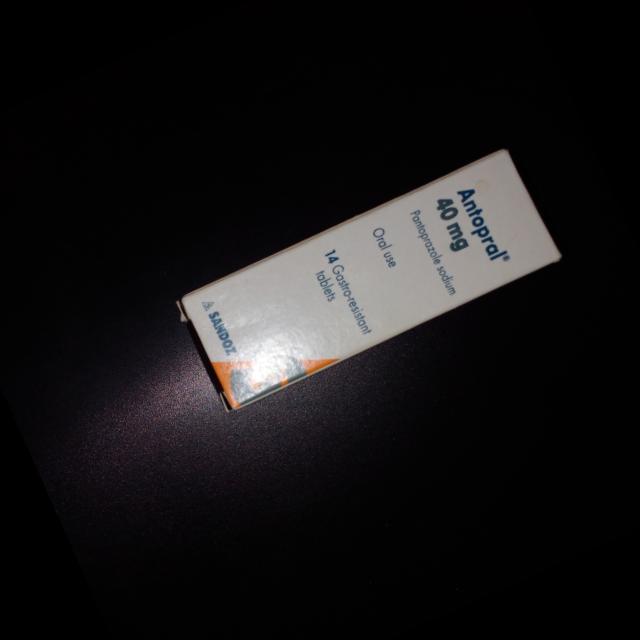 Antopral®
40 mg
Pantoprazole sodium
Oral use
14 Gastro-resistant
tablets
SANDOZ